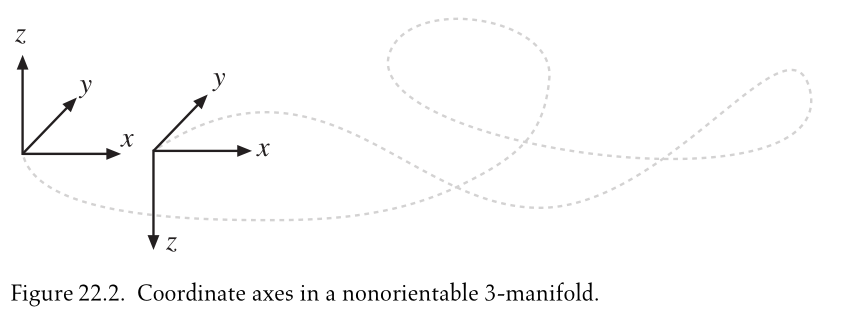 z
y
x
y
x
z
Figure 22.2. Coordinate axes in a nonorientable 3-manifold.